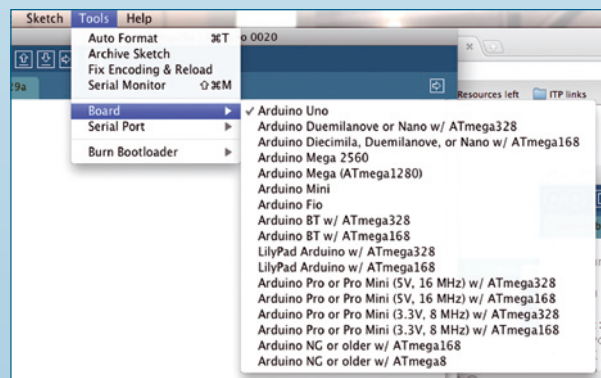 Sketch Tools Help
o 0020
Auto Format ⌘T
Archive Sketch
Fix Encoding & Reload
Serial Monitor ⇧⌘M
9a
Resources left ITP links
Board
Serial Port
Burn Bootloader
✓ Arduino Uno
Arduino Duemilanove or Nano w/ ATmega328
Arduino Diecimila, Duemilanove, or Nano w/ ATmega168
Arduino Mega 2560
Arduino Mega (ATmega1280)
Arduino Mini
Arduino Fio
Arduino BT w/ ATmega328
Arduino BT w/ ATmega168
LilyPad Arduino w/ ATmega328
LilyPad Arduino w/ ATmega168
Arduino Pro or Pro Mini (5V, 16 MHz) w/ ATmega328
Arduino Pro or Pro Mini (5V, 16 MHz) w/ ATmega168
Arduino Pro or Pro Mini (3.3V, 8 MHz) w/ ATmega328
Arduino Pro or Pro Mini (3.3V, 8 MHz) w/ ATmega168
Arduino NG or older w/ ATmega168
Arduino NG or older w/ ATmega8